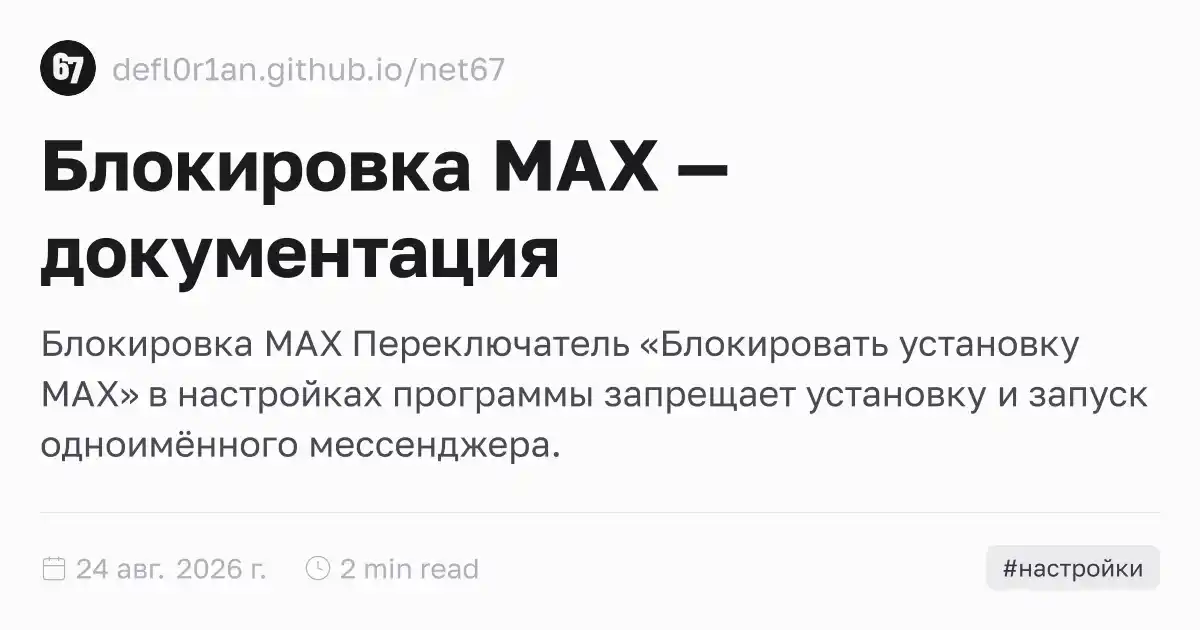 67 defl0r1an.github.io/net67
Блокировка MAX —
документация
Блокировка MAX Переключатель «Блокировать установку
MAX» в настройках программы запрещает установку и запуск
одноимённого мессенджера.
24 авг. 2026 г. 2 min read #настройки